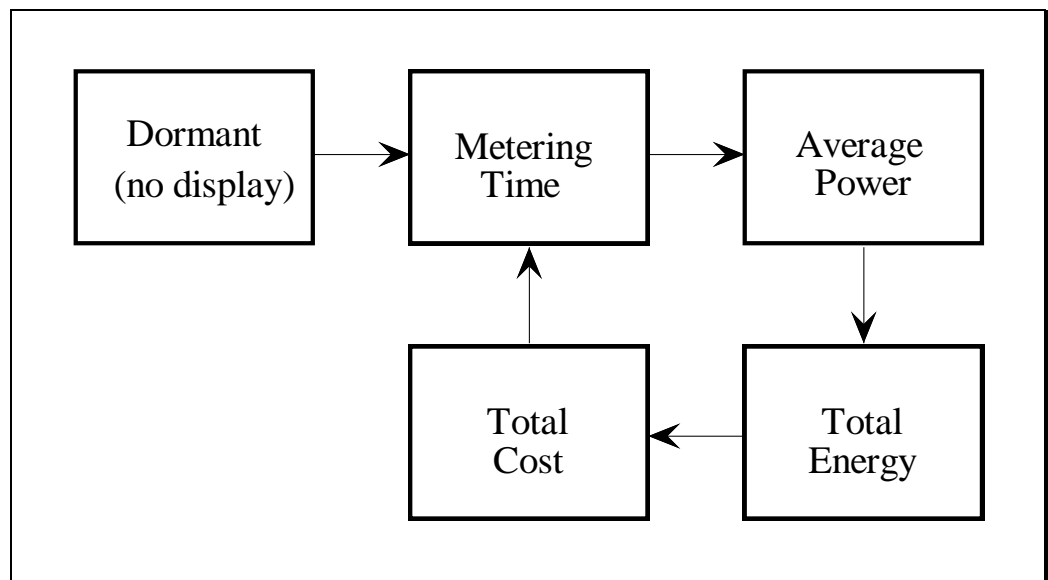 Dormant
(no display)
Metering
Time
Average
Power
Total
Cost
Total
Energy